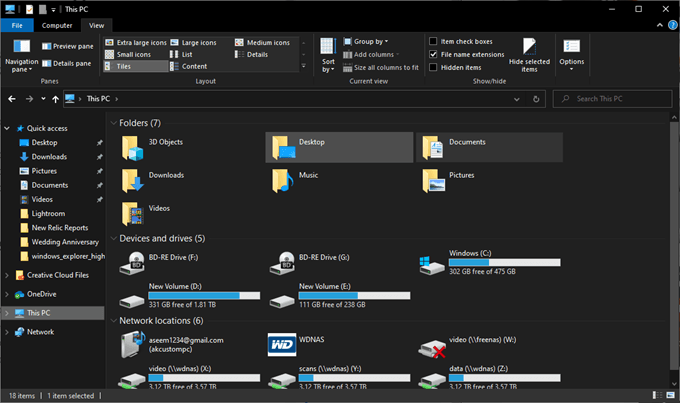 This PC
File
Computer
View
Navigation pane
Preview pane
Details pane
Panes
Extra large icons
Large icons
Medium icons
Small icons
List
Details
Tiles
Content
Layout
Sort by
Group by
Add columns
Size all columns to fit
Current view
Item check boxes
File name extensions
Hidden items
Hide selected items
Show/hide
Options
This PC
Search This PC
Quick access
Desktop
Downloads
Pictures
Documents
Videos
Lightroom
New Relic Reports
Wedding Anniversary
windows_explorer_high
Creative Cloud Files
OneDrive
This PC
Network
Folders (7)
3D Objects
Desktop
Documents
Downloads
Music
Pictures
Videos
Devices and drives (5)
BD-RE Drive (F:)
BD
BD-RE Drive (G:)
BD
Windows (C:)
302 GB free of 475 GB
New Volume (D:)
331 GB free of 1.81 TB
New Volume (E:)
111 GB free of 238 GB
Network locations (6)
aseem1234@gmail.com
(akcustompc)
WD
WDNAS
video (\\freenas) (W:)
video (\\wdnas) (X:)
3.12 TB free of 3.57 TB
scans (\\wdnas) (Y:)
3.12 TB free of 3.57 TB
data (\\wdnas) (Z:)
3.12 TB free of 3.57 TB
18 items
1 item selected